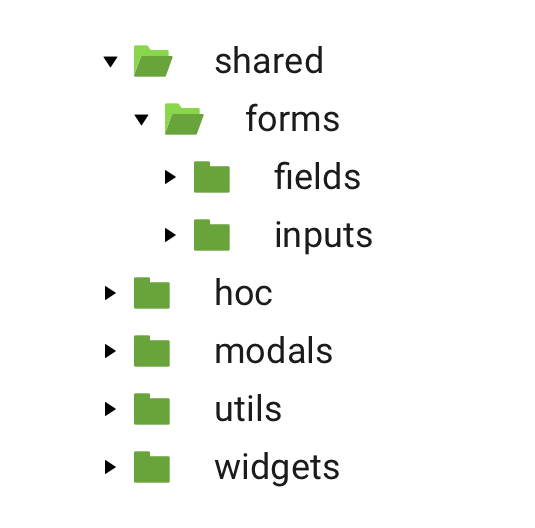 shared
forms
fields
inputs
hoc
modals
utils
widgets